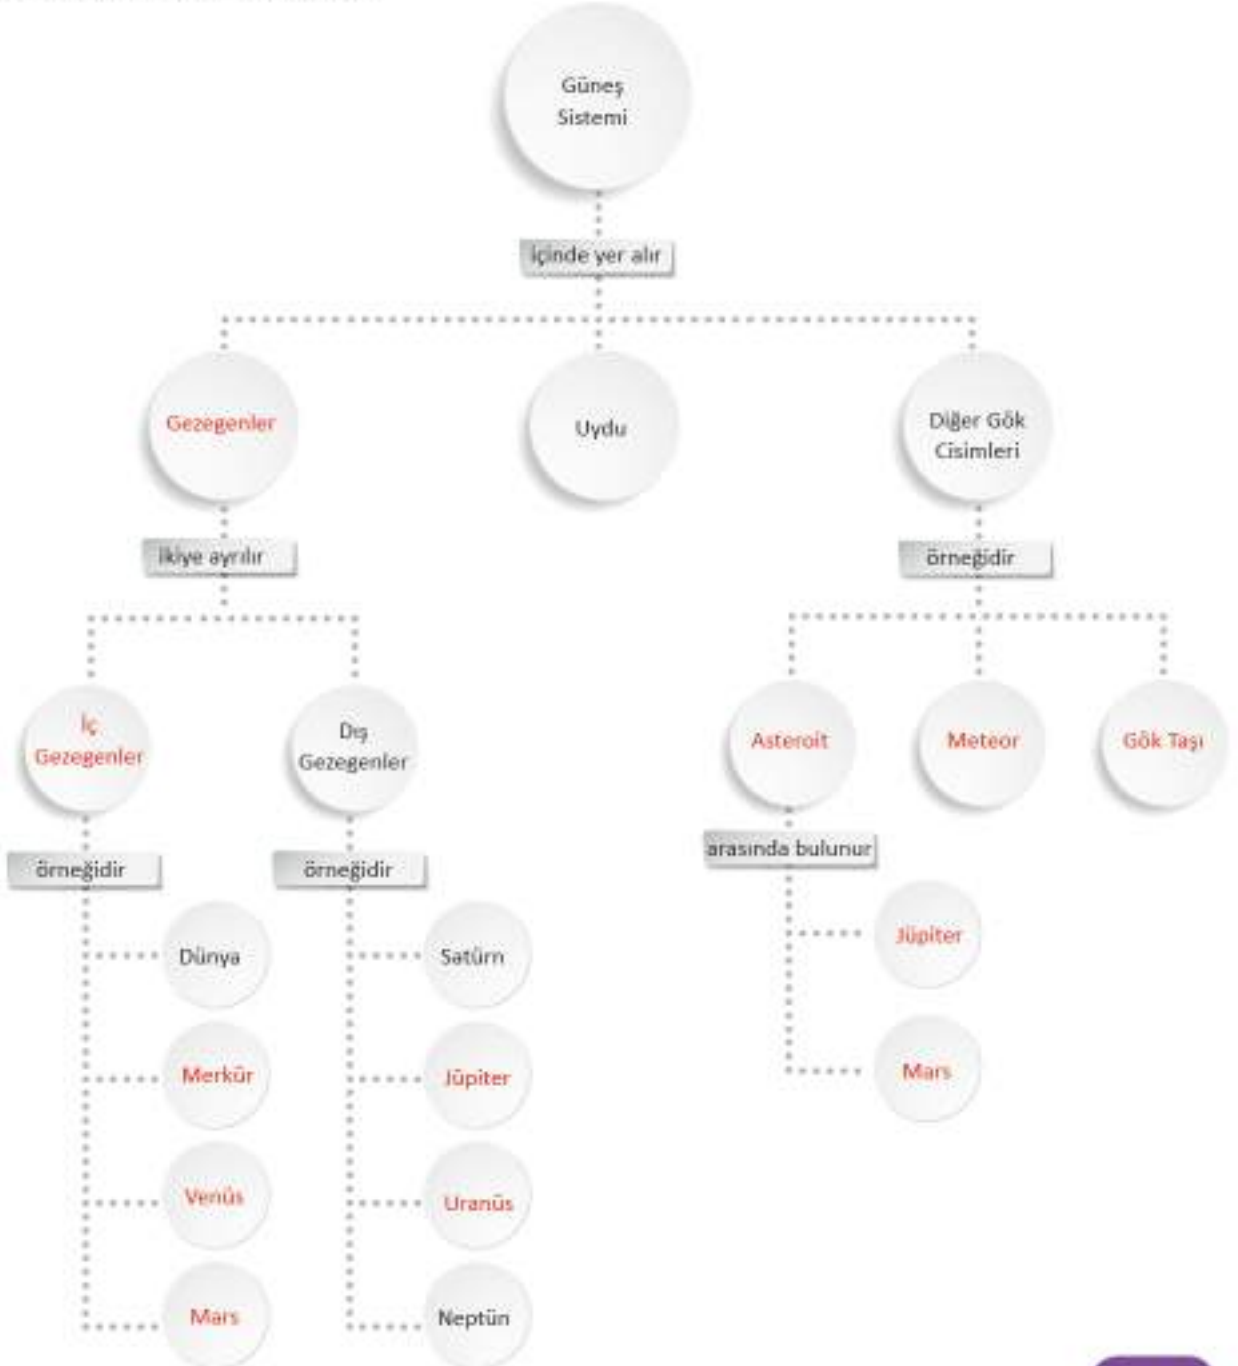 Güneş
Sistemi
içinde yer alır
Gezegenler
Uydu
Diğer Gök
Cisimleri
ikiye ayrılır
örneğidir
İç
Gezegenler
Dış
Gezegenler
Asteroit
Meteor
Gök Taşı
örneğidir
örneğidir
arasında bulunur
Dünya
Satürn
Jüpiter
Merkür
Jüpiter
Mars
Venüs
Uranüs
Mars
Neptün